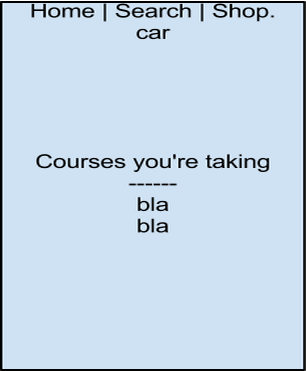 Home | Search | Shop.
car
Courses you're taking
------
bla
bla